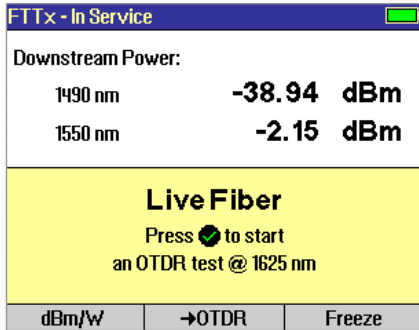 FTTx - In Service
Downstream Power:
1490 nm -38.94 dBm
1550 nm -2.15 dBm
Live Fiber
Press to start
an OTDR test @ 1625 nm
dBm/W →OTDR Freeze